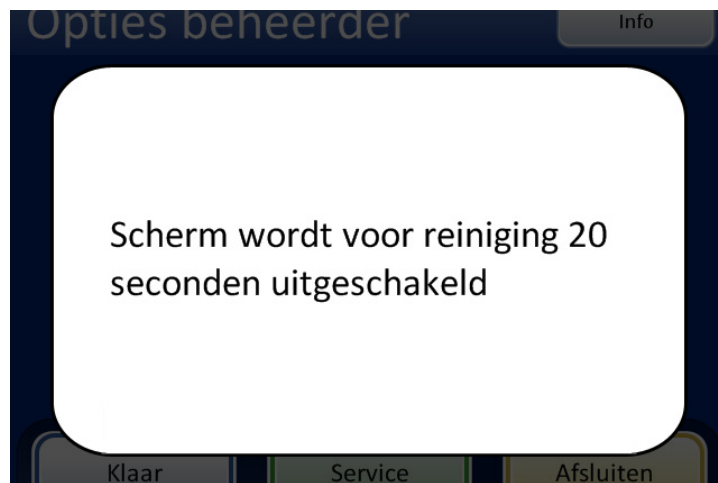 Opties beheerder
Info
Scherm wordt voor reiniging 20
seconden uitgeschakeld
Klaar
Service
Afsluiten